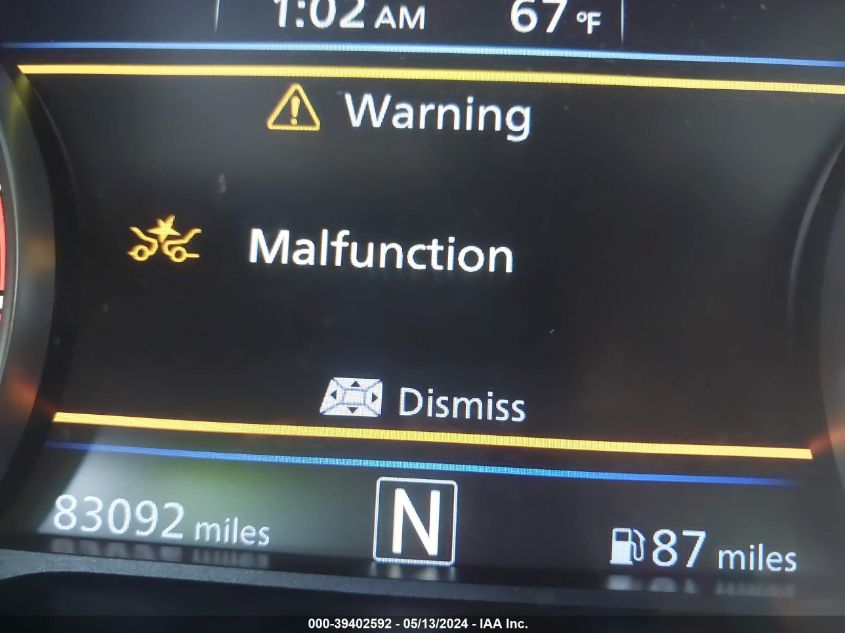 1:02 AM 67 °F
Warning
Malfunction
Dismiss
83092 miles N 87 miles
000-39402592 - 05/13/2024 - IAA Inc.